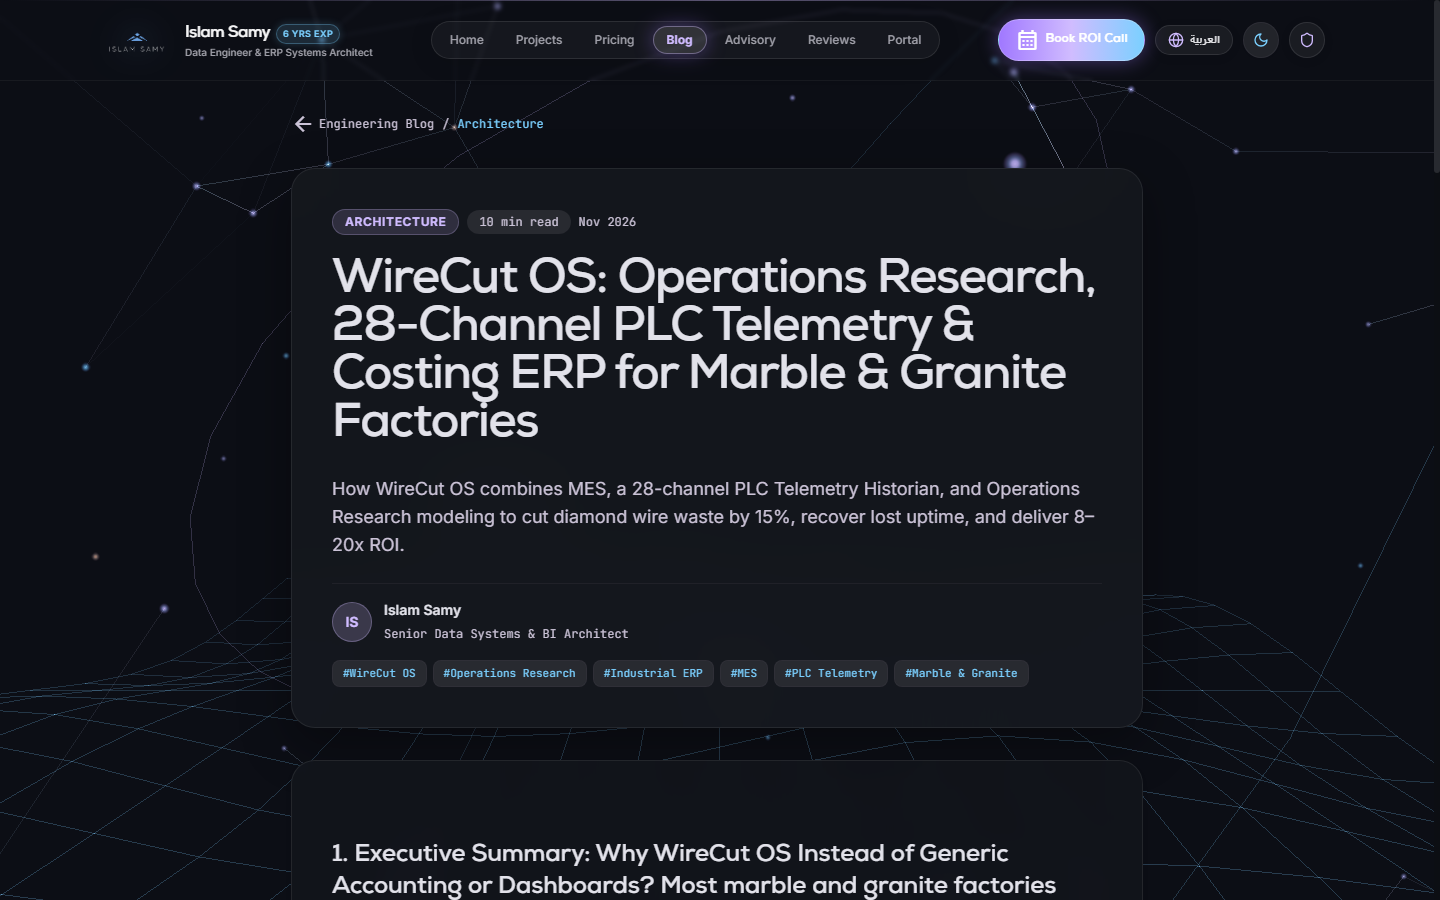 ISLAM SAMY
Islam Samy
6 YRS EXP
Data Engineer & ERP Systems Architect
Home
Projects
Pricing
Blog
Advisory
Reviews
Portal
Book ROI Call
العربية
Engineering Blog / Architecture
ARCHITECTURE
10 min read
Nov 2026
WireCut OS: Operations Research,
28-Channel PLC Telemetry &
Costing ERP for Marble & Granite
Factories
How WireCut OS combines MES, a 28-channel PLC Telemetry Historian, and Operations
Research modeling to cut diamond wire waste by 15%, recover lost uptime, and deliver 8–
20x ROI.
IS
Islam Samy
Senior Data Systems & BI Architect
#WireCut OS
#Operations Research
#Industrial ERP
#MES
#PLC Telemetry
#Marble & Granite
1. Executive Summary: Why WireCut OS Instead of Generic
Accounting or Dashboards? Most marble and granite factories